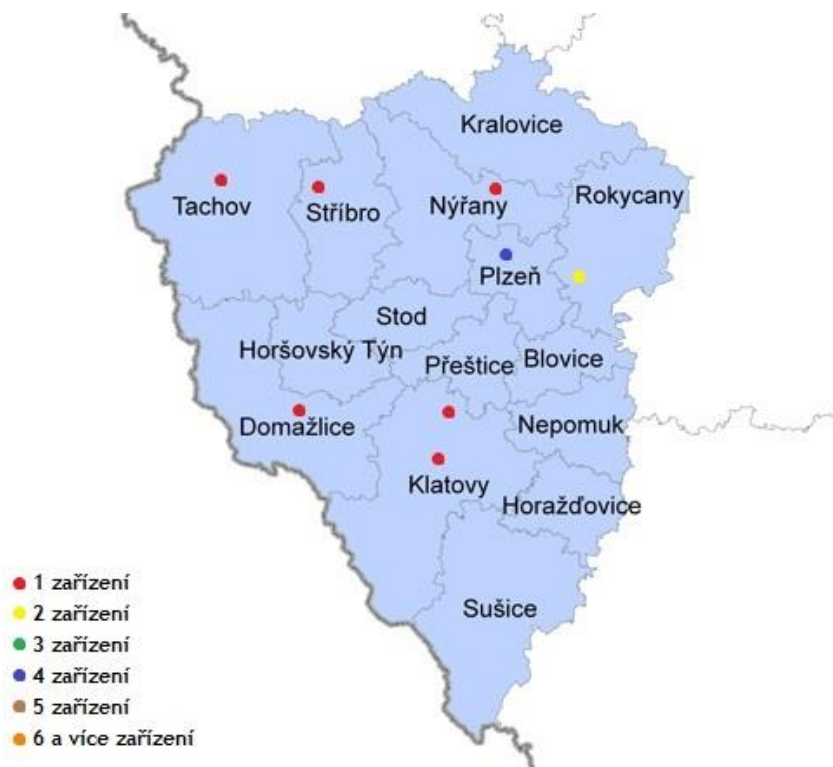 Kralovice
Rokycany
Tachov
Stříbro
Nýřany
Plzeň
Stod
Horšovský Týn
Přeštice
Blovice
Domažlice
Nepomuk
Klatovy
Horažďovice
Sušice
1 zařízení
2 zařízení
3 zařízení
4 zařízení
5 zařízení
6 a více zařízení